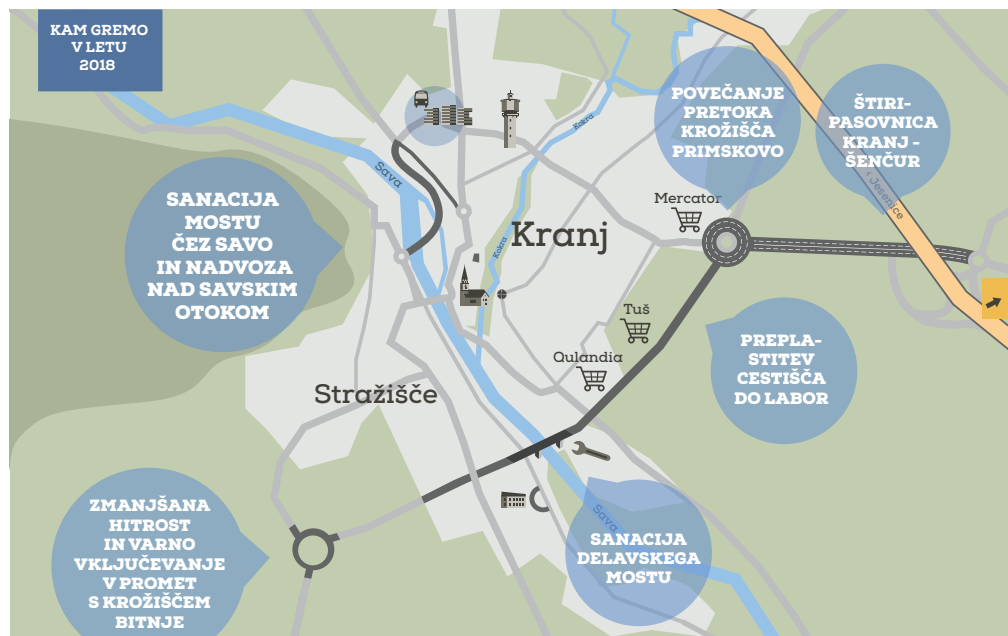 KAM GREMO
V LETU
2018
POVEČANJE
PRETOKA
KROŽIŠČA
PRIMSKOVO
ŠTIRI-
PASOVNICA
KRANJ -
ŠENČUR
Jesenice
Kokra
Sava
SANACIJA
MOSTU
ČEZ SAVO
IN NADVOZA
NAD SAVSKIM
OTOKOM
Mercator
Kranj
Kokra
Tuš
Qulandia
PREPLA-
STITEV
CESTIŠČA
DO LABOR
Stražišče
ZMANJŠANA
HITROST
IN VARNO
VKLJUČEVANJE
V PROMET
S KROŽIŠČEM
BITNJE
Sava
SANACIJA
DELAVSKEGA
MOSTU